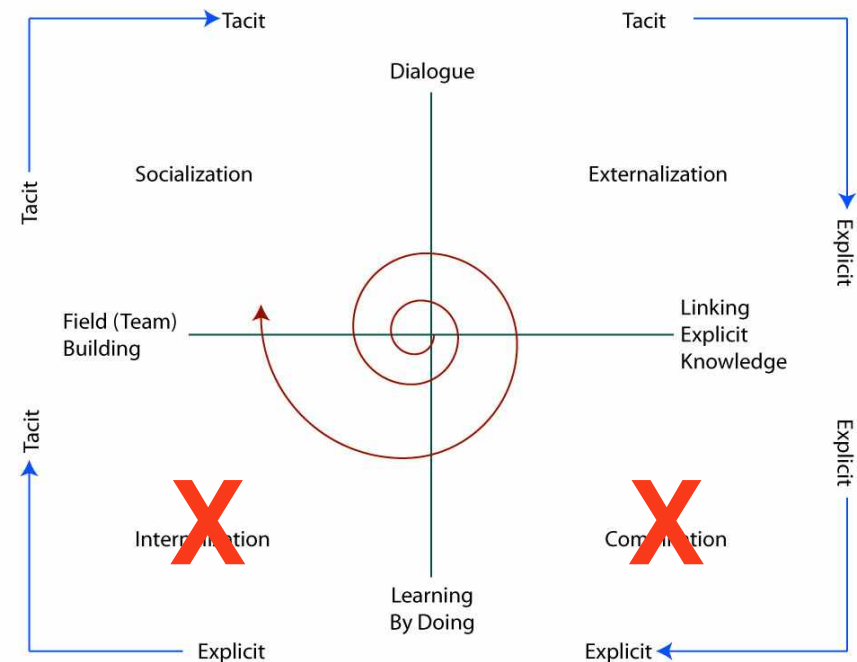 Tacit
Tacit
Dialogue
Socialization
Externalization
Tacit
Explicit
Field (Team)
Building
Linking
Explicit
Knowledge
Tacit
Explicit
X
X
Learning
By Doing
Explicit
Explicit